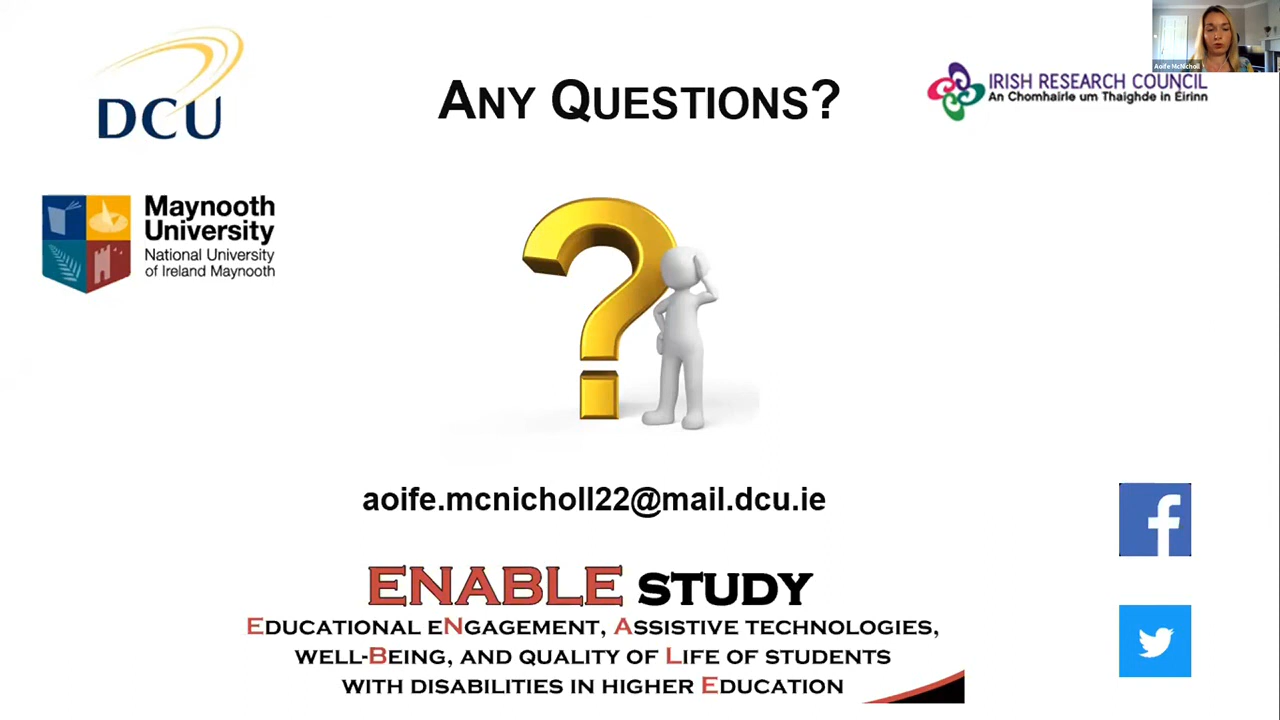 DCU
ANY QUESTIONS?
Aoife McNicholl
IRISH RESEARCH COUNCIL
An Chomhairle um Thaighde in Éirinn
Maynooth
University
National University
of Ireland Maynooth
aoife.mcnicholl22@mail.dcu.ie
ENABLE STUDY
EDUCATIONAL ENGAGEMENT, ASSISTIVE TECHNOLOGIES,
WELL-BEING, AND QUALITY OF LIFE OF STUDENTS
WITH DISABILITIES IN HIGHER EDUCATION